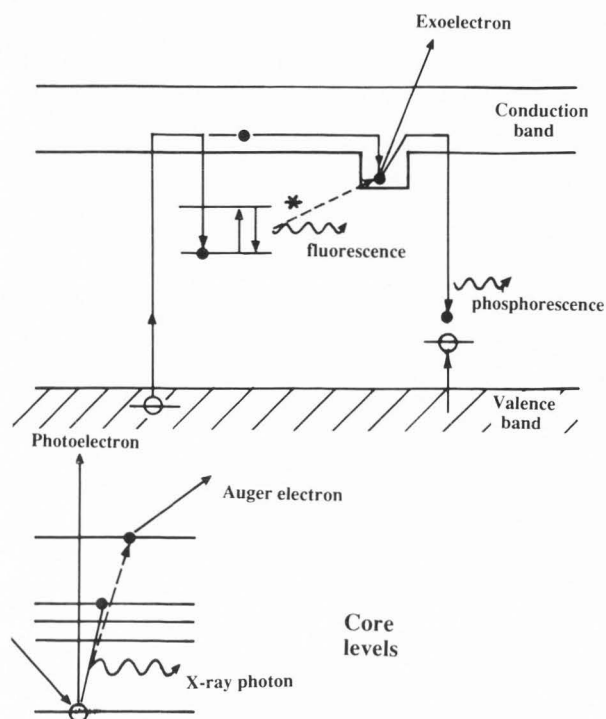 Exoelectron
Conduction
band
*
fluorescence
phosphorescence
Valence
band
Photoelectron
Auger electron
Core
levels
X-ray photon